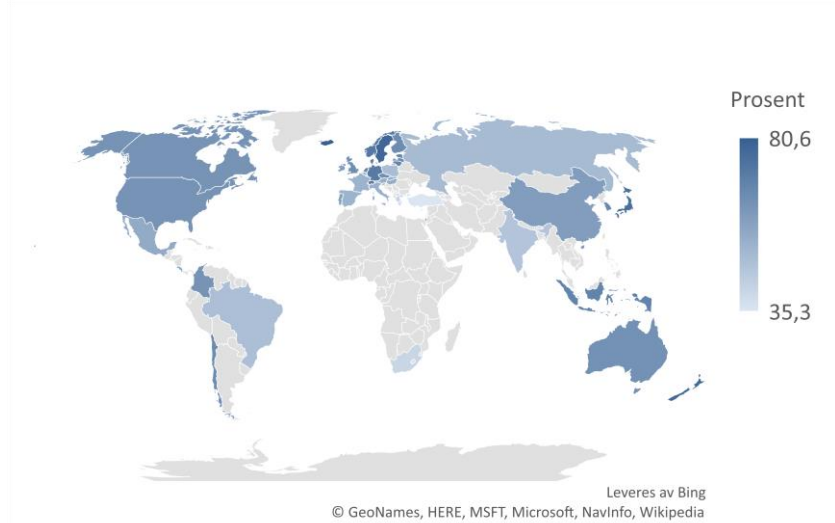 Prosent
80,6
35,3
Leveres av Bing
© GeoNames, HERE, MSFT, Microsoft, NavInfo, Wikipedia